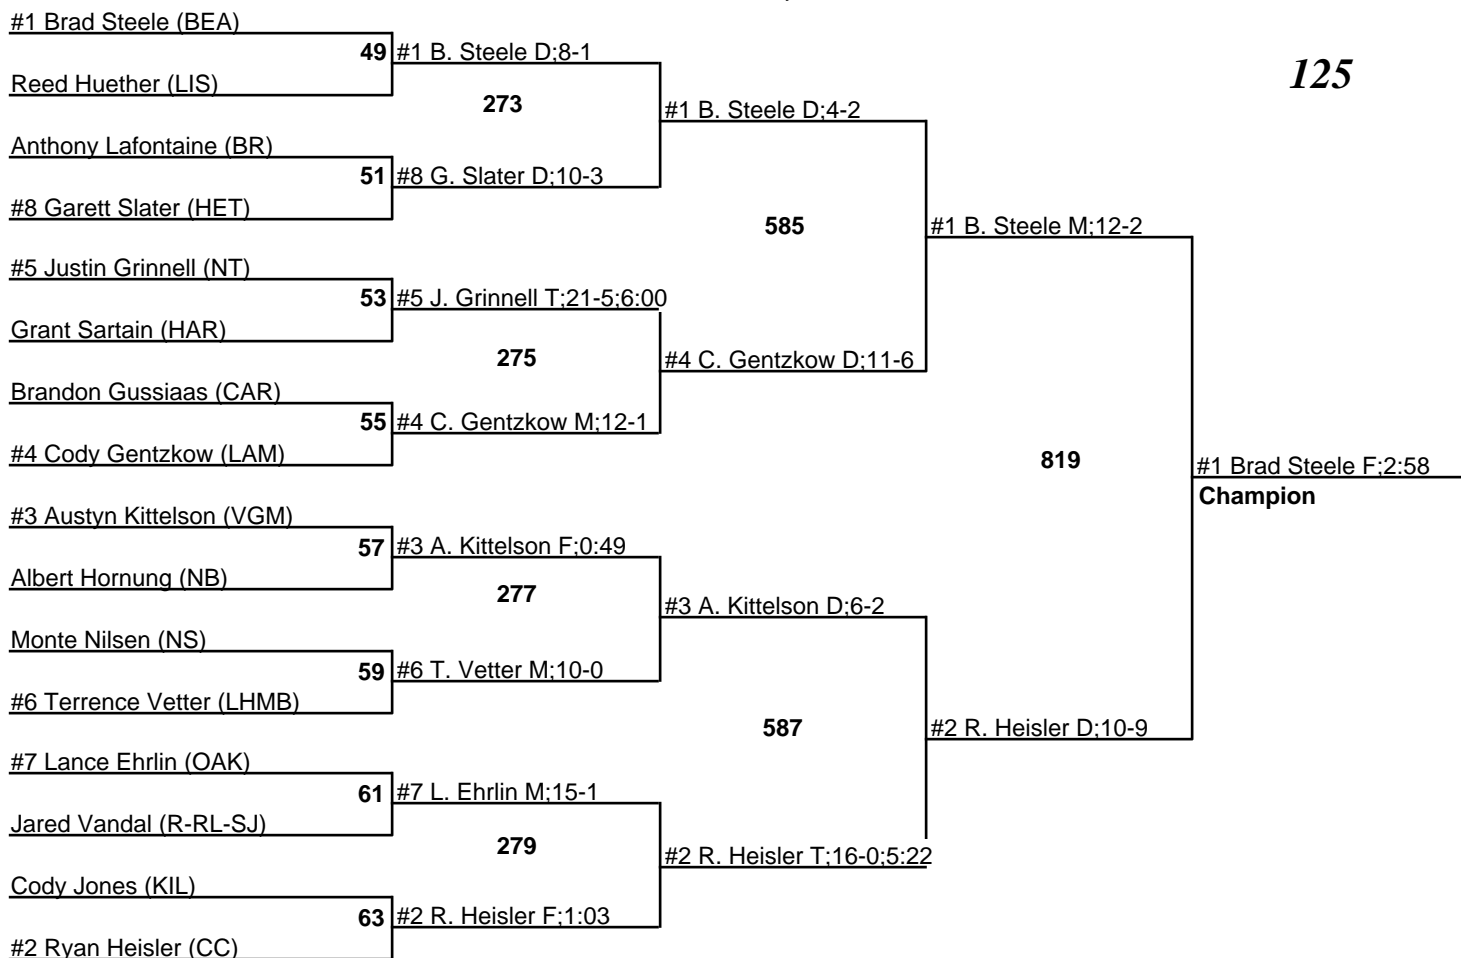 #1 Brad Steele (BEA)
49 #1 B. Steele D;8-1
125
Reed Huether (LIS)
273
#1 B. Steele D;4-2
Anthony Lafontaine (BR)
51 #8 G. Slater D;10-3
#8 Garett Slater (HET)
585
#1 B. Steele M;12-2
#5 Justin Grinnell (NT)
53 #5 J. Grinnell T;21-5;6:00
Grant Sartain (HAR)
275
#4 C. Gentzkow D;11-6
Brandon Gussiaas (CAR)
55 #4 C. Gentzkow M;12-1
#4 Cody Gentzkow (LAM)
819
#1 Brad Steele F;2:58
Champion
#3 Austyn Kittelson (VGM)
57 #3 A. Kittelson F;0:49
Albert Hornung (NB)
277
#3 A. Kittelson D;6-2
Monte Nilsen (NS)
59 #6 T. Vetter M;10-0
#6 Terrence Vetter (LHMB)
587
#2 R. Heisler D;10-9
#7 Lance Ehrlin (OAK)
61 #7 L. Ehrlin M;15-1
Jared Vandal (R-RL-SJ)
279
#2 R. Heisler T;16-0;5:22
Cody Jones (KIL)
63 #2 R. Heisler F;1:03
#2 Ryan Heisler (CC)